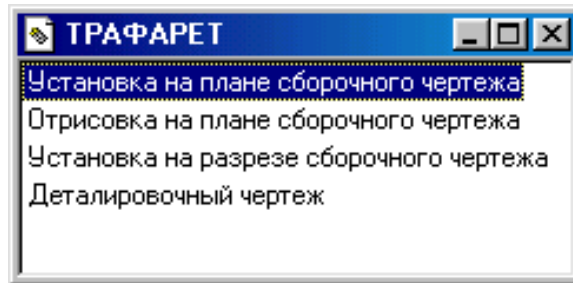 ТРАФАРЕТ
Установка на плане сборочного чертежа
Отрисовка на плане сборочного чертежа
Установка на разрезе сборочного чертежа
Деталировочный чертеж